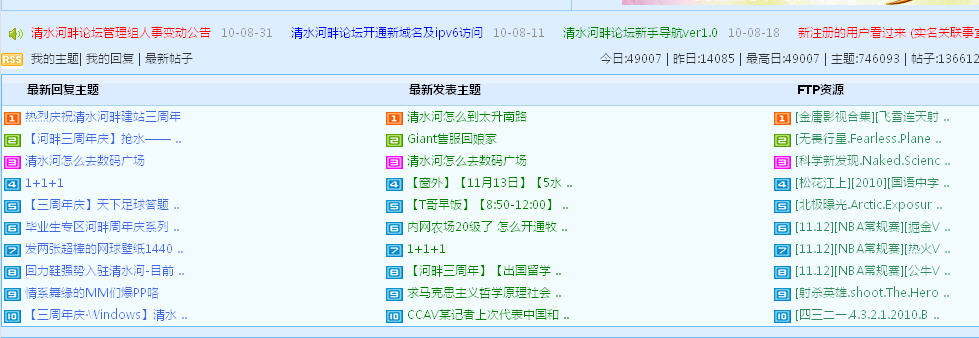 清水河畔论坛管理组人事变动公告 10-08-31 清水河畔论坛开通新域名及ipv6访问 10-08-11 清水河畔论坛新手导航ver1.0 10-08-18 新注册的用户看过来 (实名关联事宜
RSS 我的主题| 我的回复 | 最新帖子 今日:49007 | 昨日:14085 | 最高日:49007 | 主题:746093 | 帖子:136612
最新回复主题 最新发表主题 FTP资源
1 热烈庆祝清水河畔建站三周年 1 清水河怎么到太升南路 1 [金庸影视合集][飞雪连天射 ..
2 【河畔三周年庆】抢水—— .. 2 Giant售服回娘家 2 [无畏行星.Fearless.Plane ..
3 清水河怎么去数码广场 3 清水河怎么去数码广场 3 [科学新发现.Naked.Scienc ..
4 1+1+1 4 【窗外】【11月13日】【5水 .. 4 [松花江上][2010][国语中字 ..
5 【三周年庆】天下足球答题 .. 5 【T哥早饭】【8:50-12:00】 .. 5 [北极曝光.Arctic.Exposur ..
6 毕业生专区河畔周年庆系列 .. 6 内网农场20级了 怎么开通牧 .. 6 [11.12][NBA常规赛][掘金V ..
7 发两张超棒的网球壁纸1440 .. 7 1+1+1 7 [11.12][NBA常规赛][热火V ..
8 回力鞋强势入驻清水河-目前 .. 8 【河畔三周年】【出国留学 .. 8 [11.12][NBA常规赛][公牛V ..
9 情系舞缘的MM们爆PP咯 9 求马克思主义哲学原理社会 .. 9 [射杀英雄.shoot.The.Hero ..
10 【三周年庆-Windows】清水 .. 10 CCAV某记者上次代表中国和 .. 10 [四三二一.4.3.2.1.2010.B ..